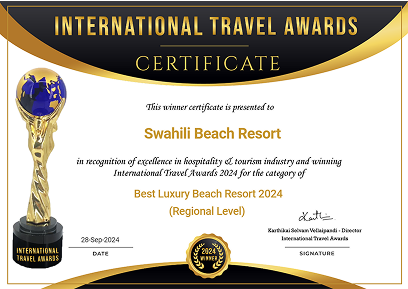 INTERNATIONAL TRAVEL AWARDS
CERTIFICATE
This winner certificate is presented to
Swahili Beach Resort
in recognition of excellence in hospitality & tourism industry and winning
International Travel Awards 2024 for the category of
Best Luxury Beach Resort 2024
(Regional Level)
INTERNATIONAL
TRAVEL AWARDS
28-Sep-2024
DATE
2024
WINNER
Karthikai Selvam Vellaipandi - Director
International Travel Awards
SIGNATURE